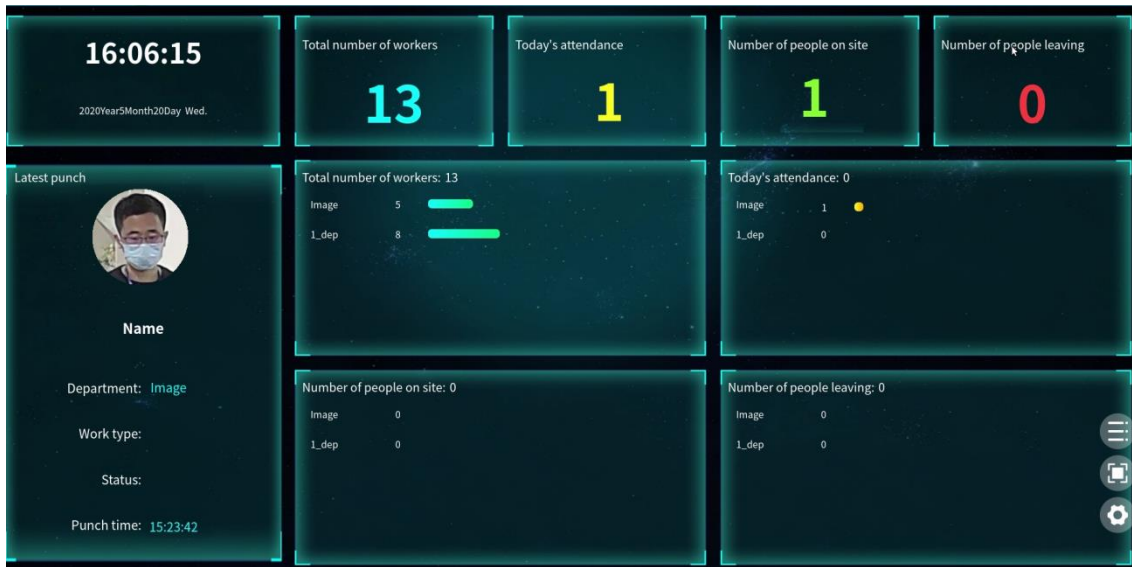 16:06:15
2020Year5Month20Day Wed.
Total number of workers
13
Today's attendance
1
Number of people on site
1
Number of people leaving
0
Latest punch
Name
Department: Image
Work type:
Status:
Punch time: 15:23:42
Total number of workers: 13
Image 5
1_dep 8
Today's attendance: 0
Image 1
1_dep 0
Number of people on site: 0
Image 0
1_dep 0
Number of people leaving: 0
Image 0
1_dep 0